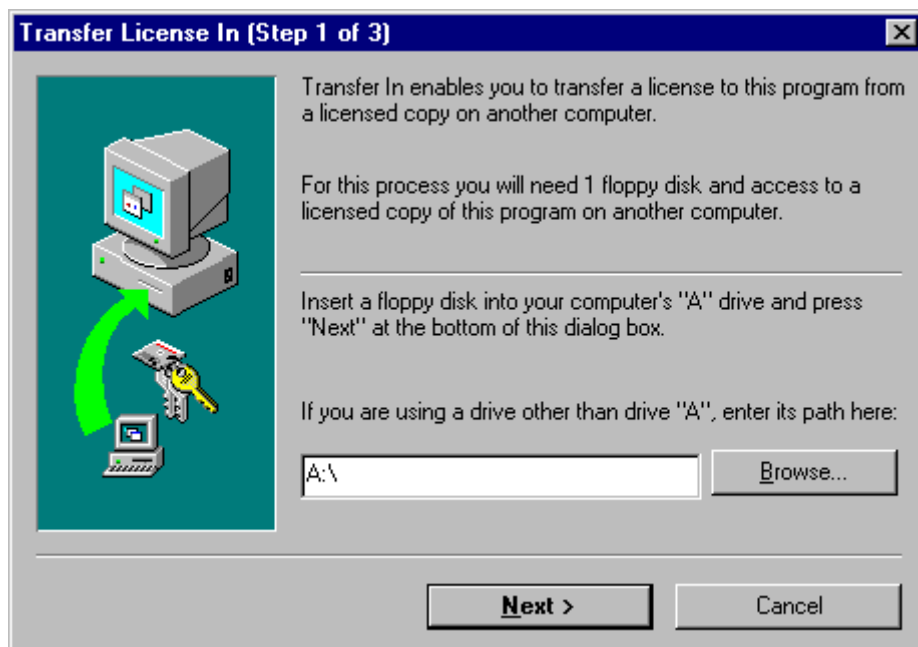 Transfer License In (Step 1 of 3)
Transfer In enables you to transfer a license to this program from
a licensed copy on another computer.
For this process you will need 1 floppy disk and access to a
licensed copy of this program on another computer.
Insert a floppy disk into your computer's "A" drive and press
"Next" at the bottom of this dialog box.
If you are using a drive other than drive "A", enter its path here:
A:\
Browse...
Next >
Cancel